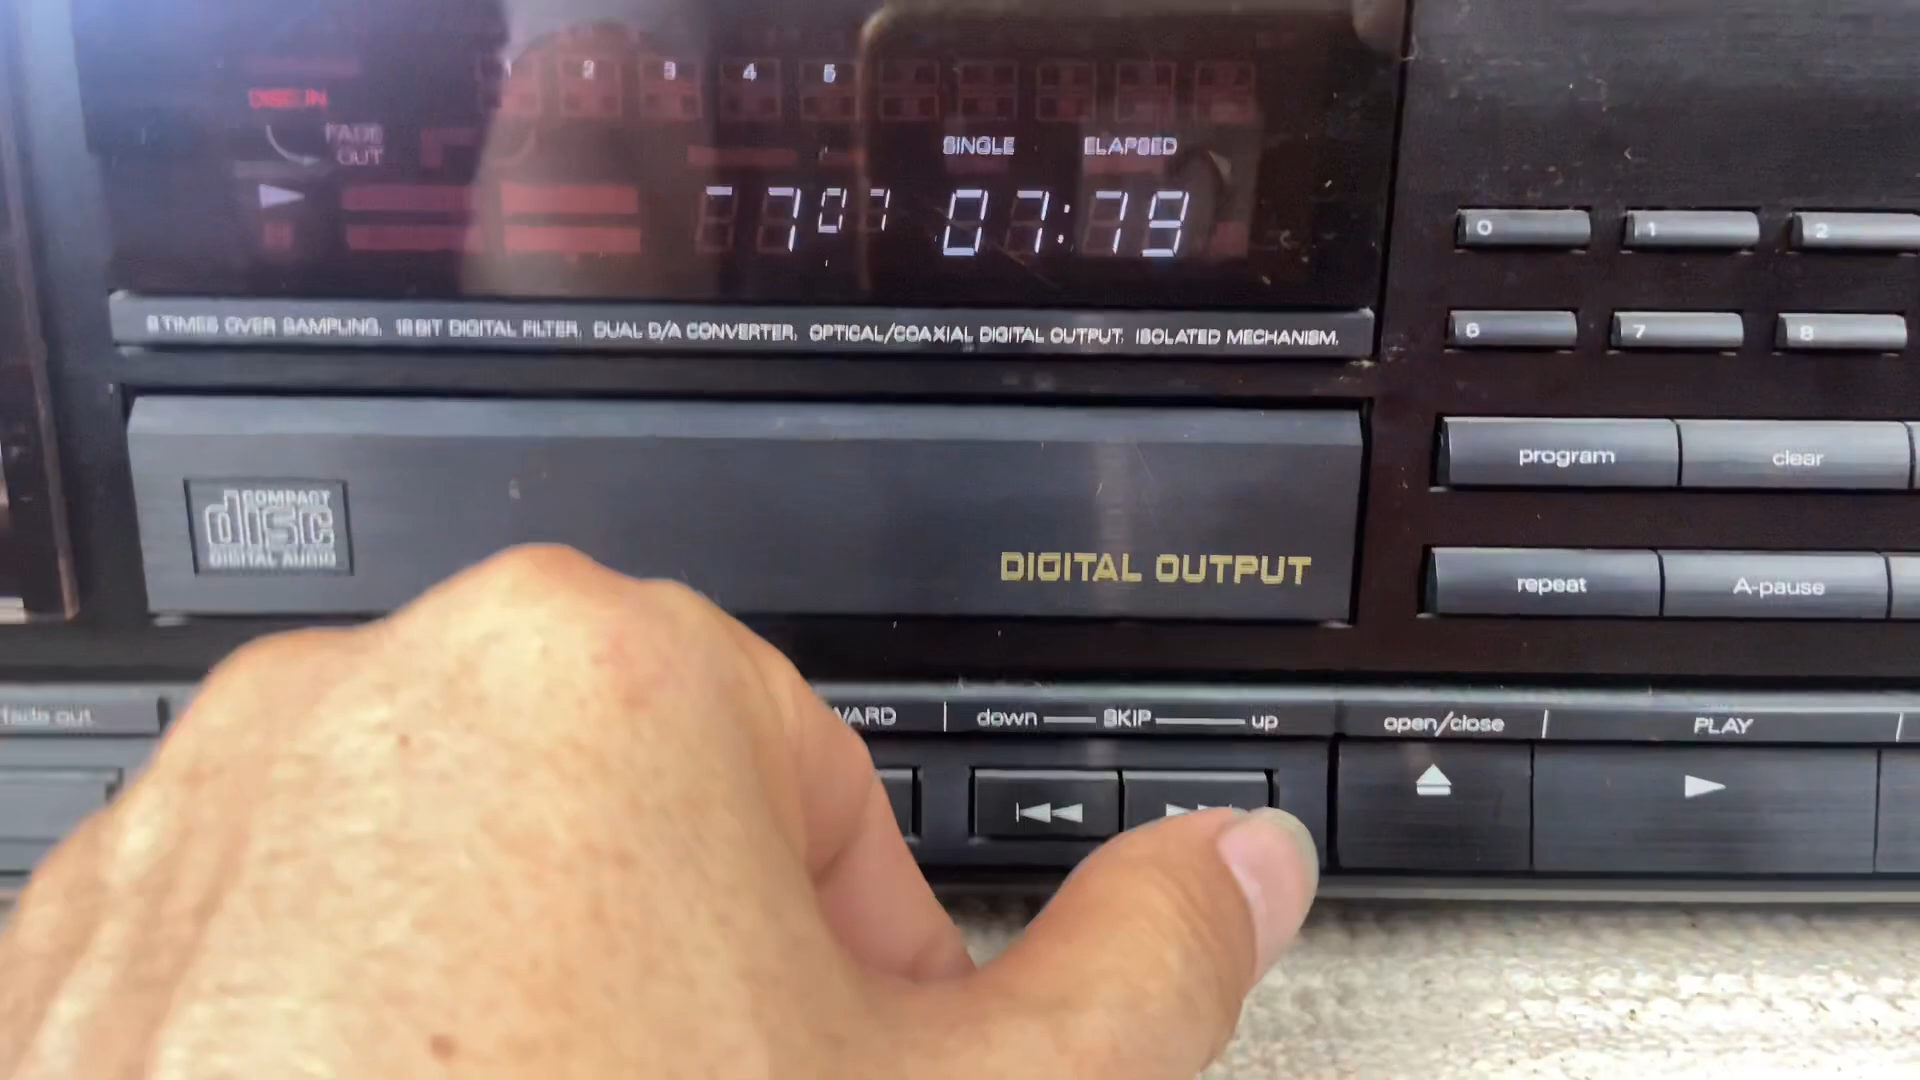 1 2 3 4 5
DISC IN
FADE
OUT
SINGLE ELAPSED
07:79
8 TIMES OVER SAMPLING, 18 BIT DIGITAL FILTER, DUAL D/A CONVERTER, OPTICAL/COAXIAL DIGITAL OUTPUT, ISOLATED MECHANISM.
0 1 2
6 7 8
COMPACT
disc
DIGITAL AUDIO
DIGITAL OUTPUT
program clear
repeat A-pause
fade out
WARD down SKIP up open/close PLAY